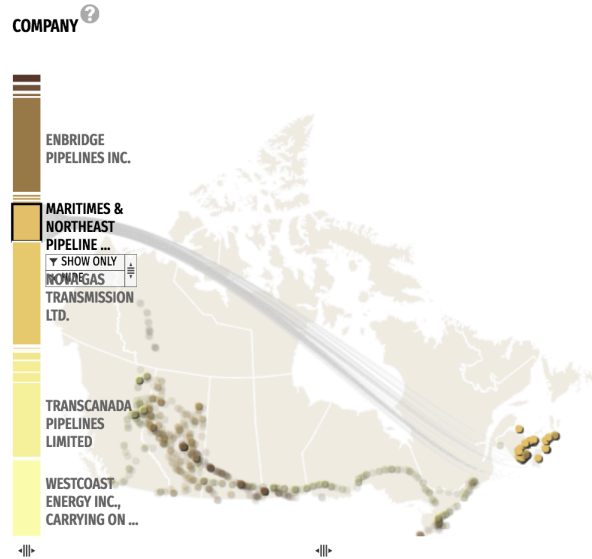 COMPANY ?
ENBRIDGE
PIPELINES INC.
MARITIMES &
NORTHEAST
PIPELINE ...
SHOW ONLY
HIDE
NOVA GAS
TRANSMISSION
LTD.
TRANSCANADA
PIPELINES
LIMITED
WESTCOAST
ENERGY INC.,
CARRYING ON ...